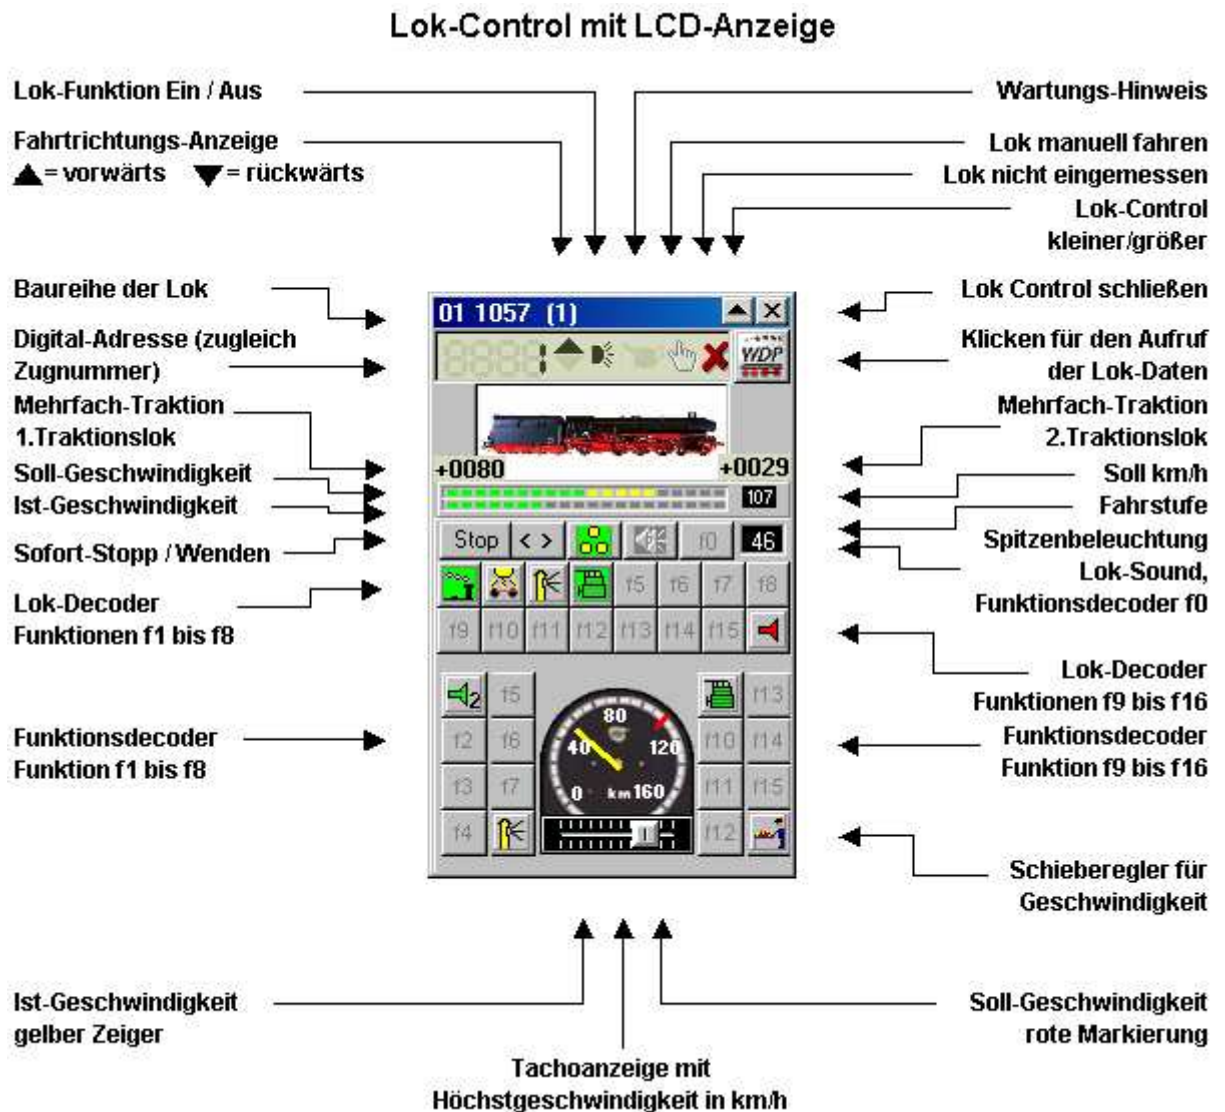 Lok-Control mit LCD-Anzeige
Lok-Funktion Ein / Aus
Wartungs-Hinweis
Fahrtrichtungs-Anzeige
▲= vorwärts ▼= rückwärts
Lok manuell fahren
Lok nicht eingemessen
Lok-Control
kleiner/größer
Baureihe der Lok
Digital-Adresse (zugleich
Zugnummer)
Mehrfach-Traktion
1.Traktionslok
Soll-Geschwindigkeit
Ist-Geschwindigkeit
Sofort-Stopp / Wenden
Lok-Decoder
Funktionen f1 bis f8
Funktionsdecoder
Funktion f1 bis f8
01 1057 (1)
1
WDP
+0080
+0029
107
Stop < > f0 46
f5 f6 f7 f8
f9 f10 f11 f12 f13 f14 f15
2 f5
f2 f6
f3 f7
f4
f13
f10 f14
f11 f15
f12
0 40 80 120 160
km
Lok Control schließen
Klicken für den Aufruf
der Lok-Daten
Mehrfach-Traktion
2.Traktionslok
Soll km/h
Fahrstufe
Spitzenbeleuchtung
Lok-Sound,
Funktionsdecoder f0
Lok-Decoder
Funktionen f9 bis f16
Funktionsdecoder
Funktion f9 bis f16
Schieberegler für
Geschwindigkeit
Ist-Geschwindigkeit
gelber Zeiger
Soll-Geschwindigkeit
rote Markierung
Tachoanzeige mit
Höchstgeschwindigkeit in km/h